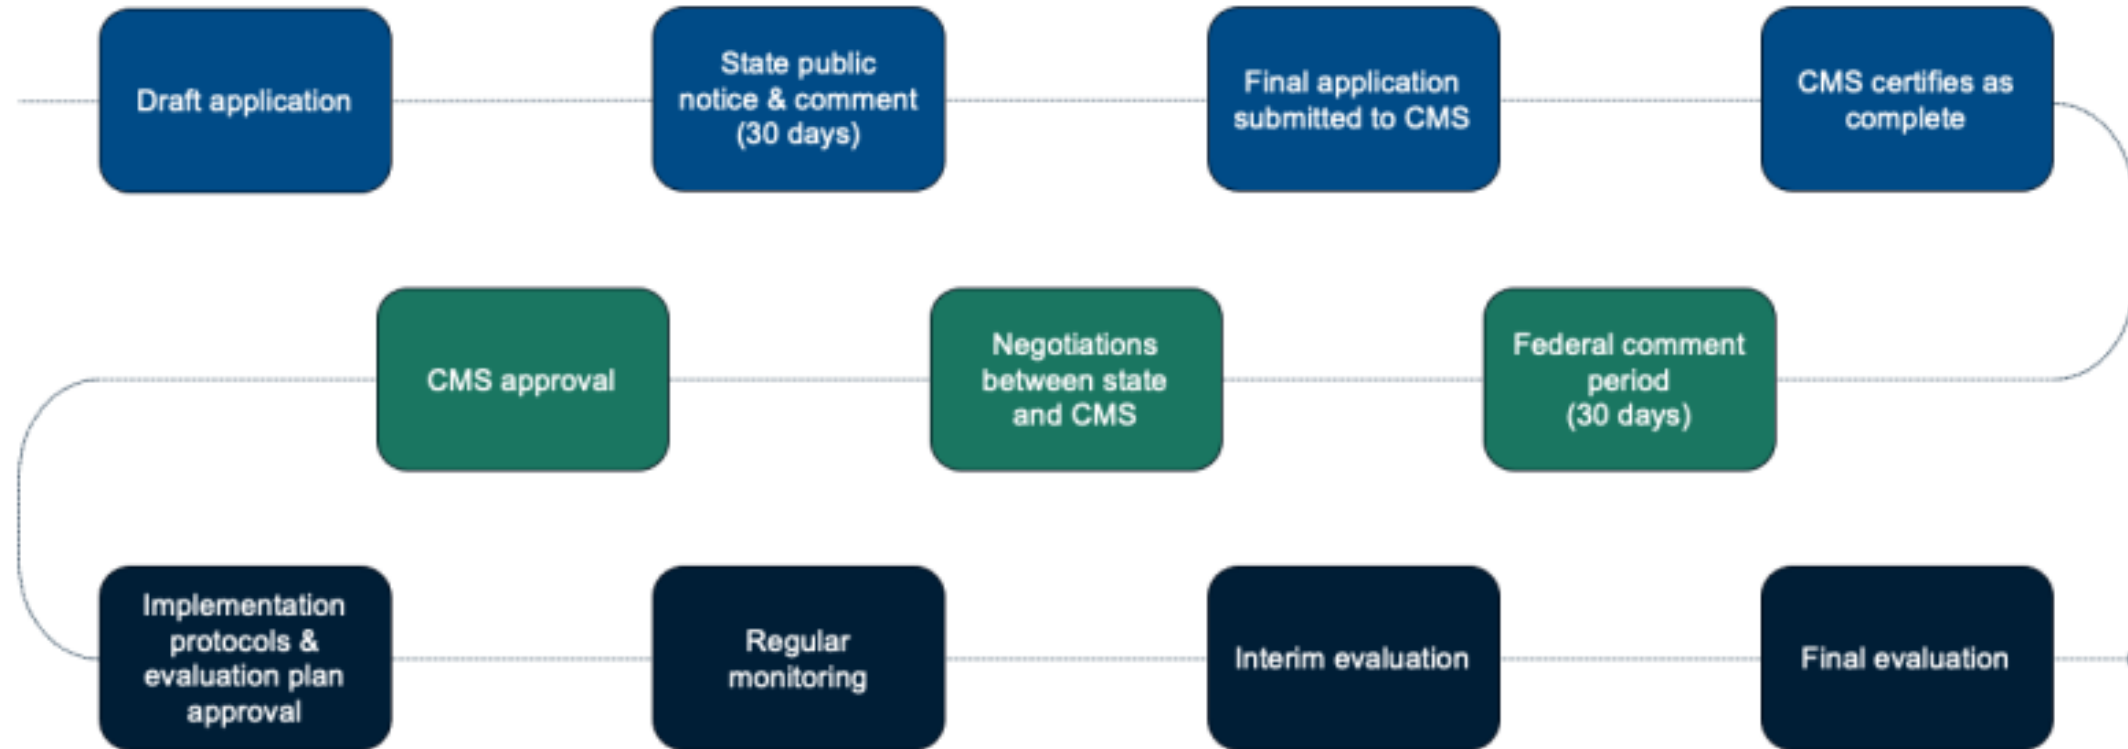 Draft application
State public
notice & comment
(30 days)
Final application
submitted to CMS
CMS certifies as
complete
Federal comment
period
(30 days)
Negotiations
between state
and CMS
CMS approval
Implementation
protocols &
evaluation plan
approval
Regular
monitoring
Interim evaluation
Final evaluation